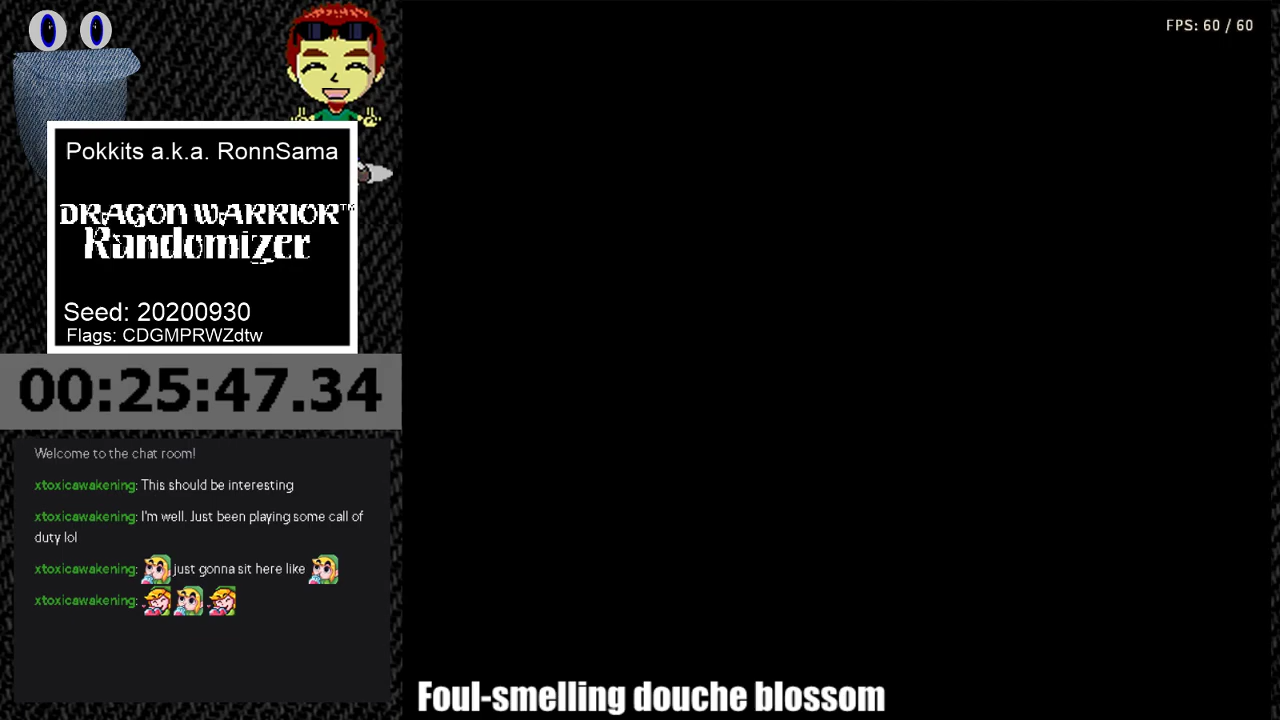 FPS: 60 / 60
Pokkits a.k.a. RonnSama
DRAGON WARRIOR™
Randomizer
Seed: 20200930
Flags: CDGMPRWZdtw
00:25:47.34
Welcome to the chat room!
xtoxicawakening: This should be interesting
xtoxicawakening: I'm well. Just been playing some call of
duty lol
xtoxicawakening: just gonna sit here like
xtoxicawakening:
Foul-smelling douche blossom